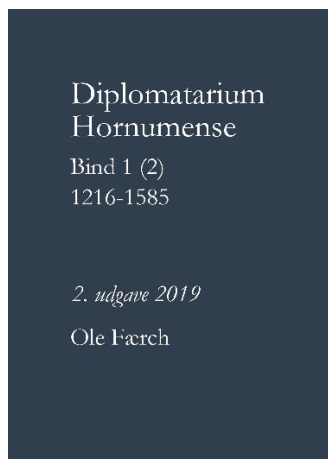 Diplomatarium
Hornumense
Bind 1 (2)
1216-1585
2. udgave 2019
Ole Færch